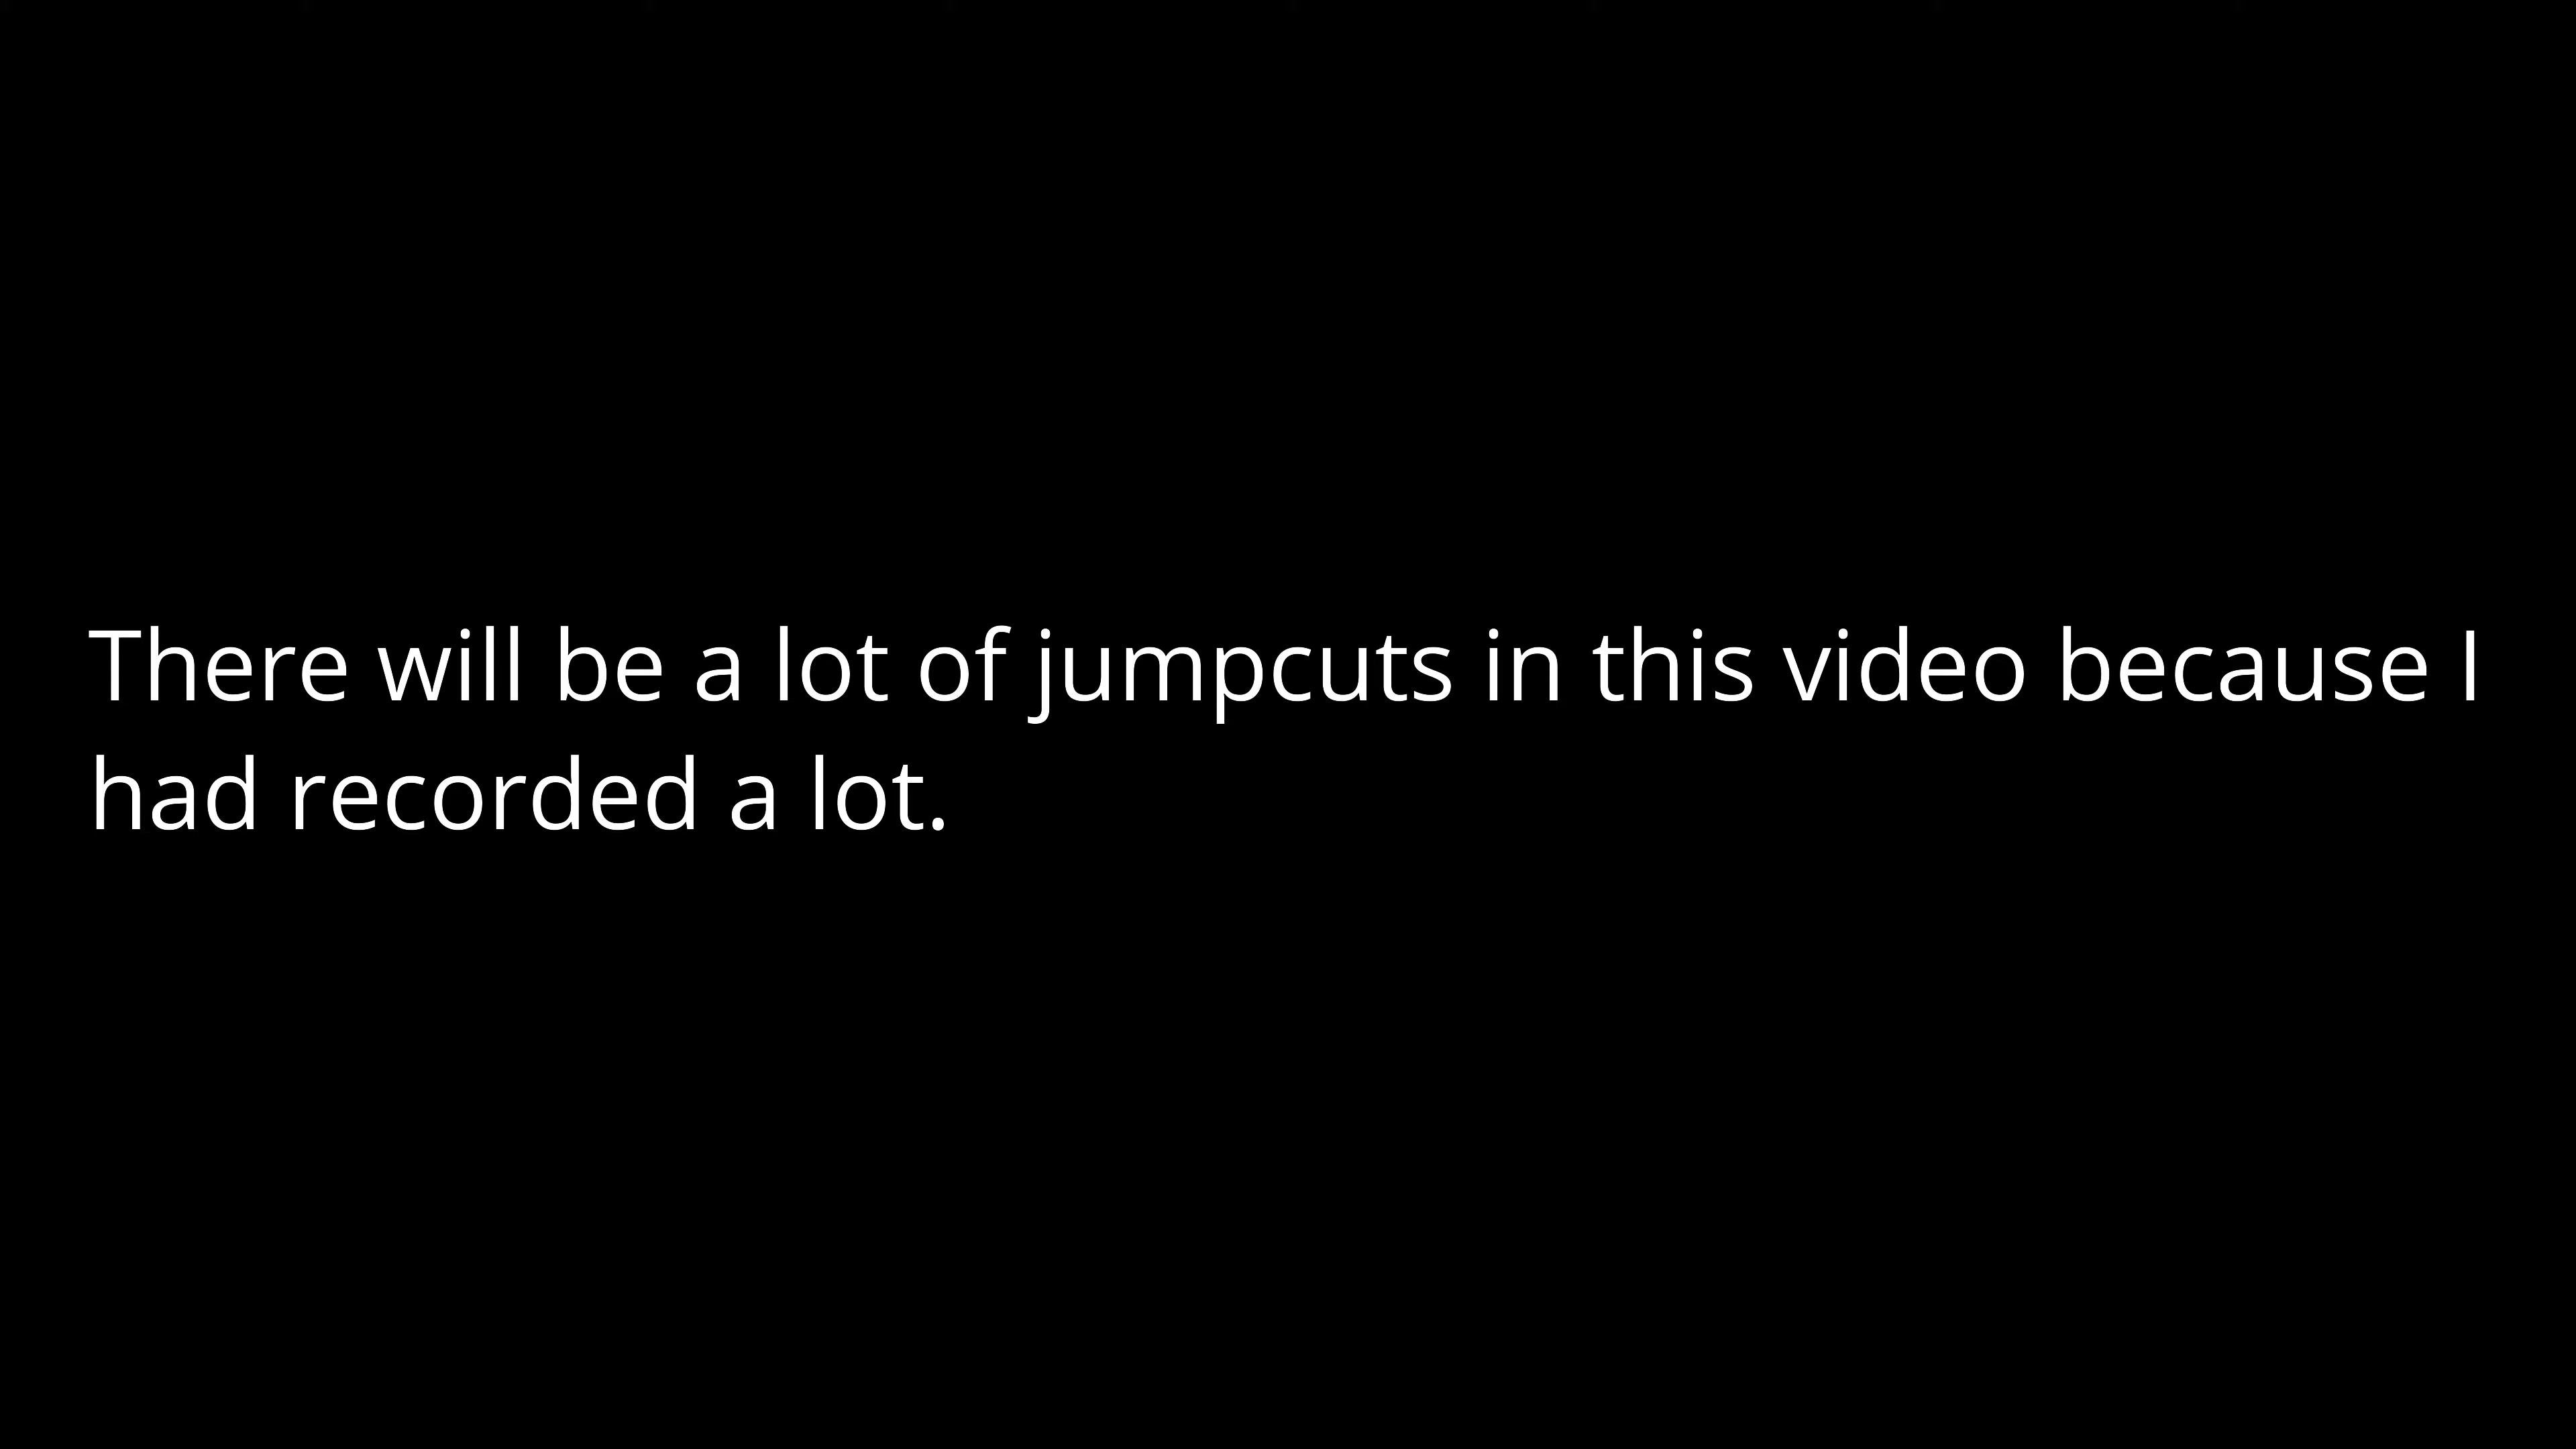 There will be a lot of jumpcuts in this video because I
had recorded a lot.